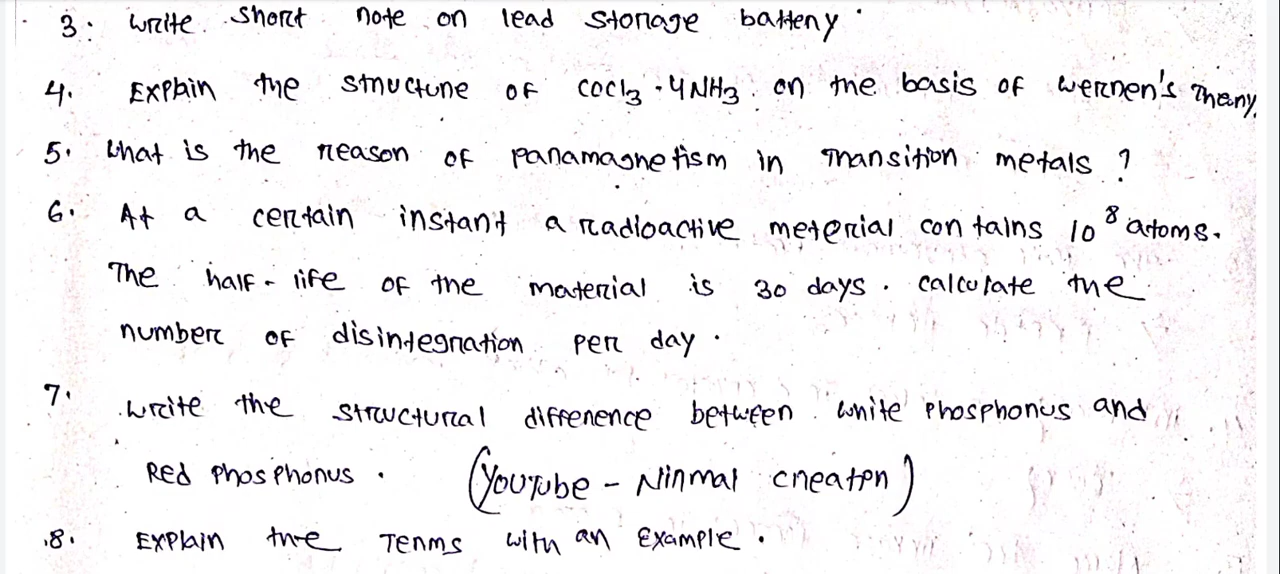 3. write short note on lead storage battery.
4. Explain the structure of COCl3·4NH3 on the basis of werner's Theory.
5. What is the reason of paramagnetism in Transition metals ?
6. At a certain instant a radioactive meterial contains 10^8 atoms.
The half-life of the material is 30 days. calculate the
number of disintegration per day.
7. write the structural difference between white Phosphorus and
Red Phosphorus. (Youtube - Nirmal creator)
8. Explain the Terms with an Example.